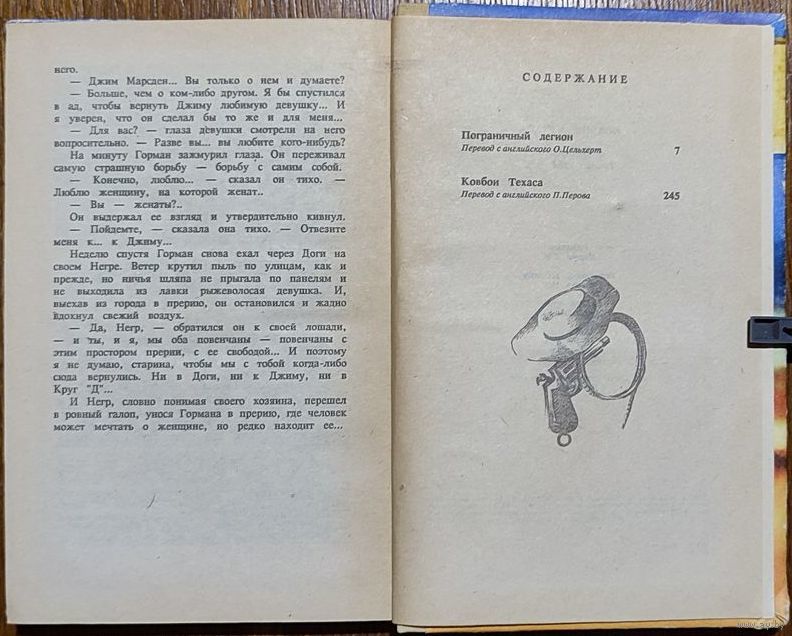 него.
— Джим Марсден... Вы только о нем и думаете?
— Больше, чем о ком-либо другом. Я бы спустился
в ад, чтобы вернуть Джиму любимую девушку... И
я уверен, что он сделал бы то же и для меня...
— Для вас? — глаза девушки смотрели на него
вопросительно. — Разве вы... вы любите кого-нибудь?
На минуту Горман зажмурил глаза. Он переживал
самую страшную борьбу — борьбу с самим собой.
— Конечно, люблю... — сказал он тихо. —
Люблю женщину, на которой женат..
— Вы — женаты?..
Он выдержал ее взгляд и утвердительно кивнул.
— Пойдемте, — сказала она тихо. — Отвезите
меня к... к Джиму...
Неделю спустя Горман снова ехал через Доги на
своем Негре. Ветер крутил пыль по улицам, как и
прежде, но ничья шляпа не прыгала по панелям и
не выходила из лавки рыжеволосая девушка. И,
выехав из города в прерию, он остановился и жадно
вдохнул свежий воздух.
— Да, Негр, — обратился он к своей лошади,
— и ты, и я, мы оба повенчаны — повенчаны с
этим простором прерии, с ее свободой... И поэтому
я не думаю, старина, чтобы мы с тобой когда-либо
сюда вернулись. Ни в Доги, ни к Джиму, ни в
Круг "Д"...
И Негр, словно понимая своего хозяина, перешел
в ровный галоп, унося Гормана в прерию, где человек
может мечтать о женщине, но редко находит ее...
СОДЕРЖАНИЕ
Пограничный легион
Перевод с английского О.Цельхерт 7
Ковбои Техаса
Перевод с английского П.Перова 245